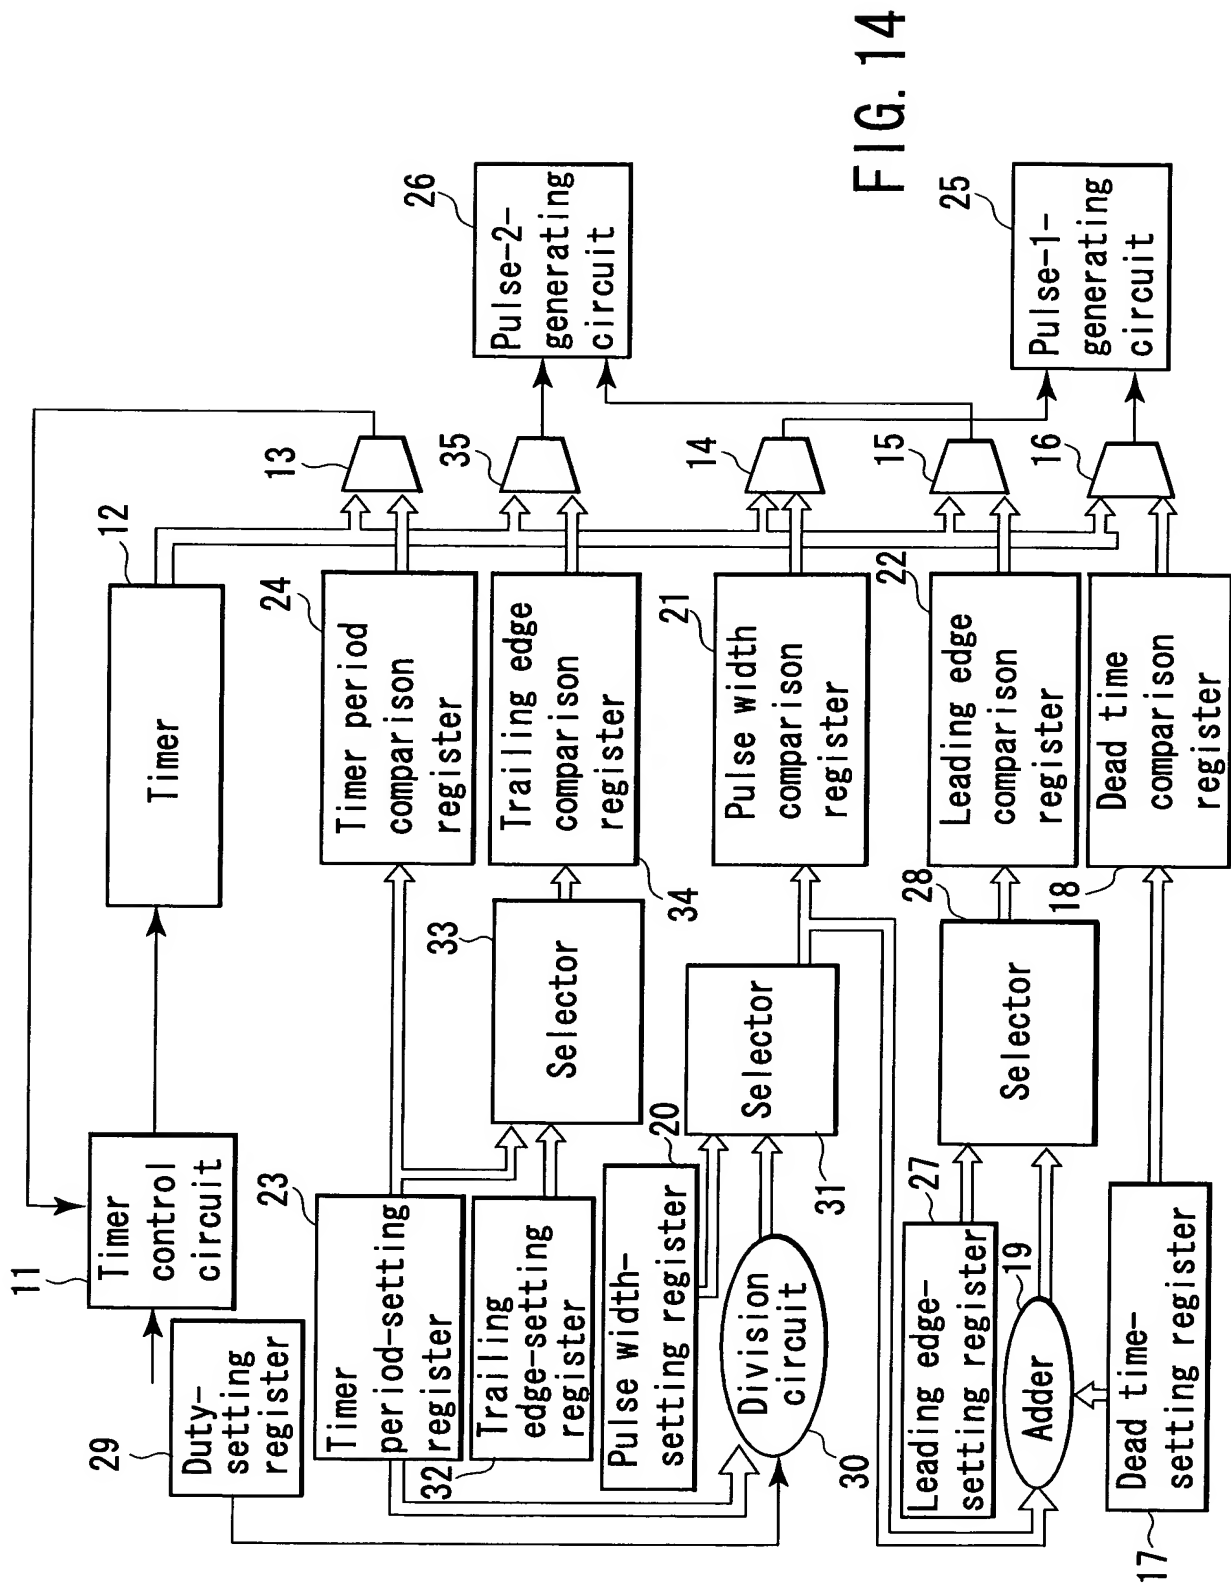 FIG. 14
11
Timer
control
circuit
12
Timer
29
Duty-
setting
register
23
Timer
period-setting
register
24
Timer period
comparison
register
13
32
Trailing
edge-setting
register
33
Selector
34
Trailing edge
comparison
register
35
26
Pulse-2-
generating
circuit
20
Pulse width-
setting register
30
Division
circuit
31
Selector
21
Pulse width
comparison
register
14
27
Leading edge-
setting register
19
Adder
28
Selector
22
Leading edge
comparison
register
15
17
Dead time-
setting register
18
Dead time
comparison
register
16
25
Pulse-1-
generating
circuit